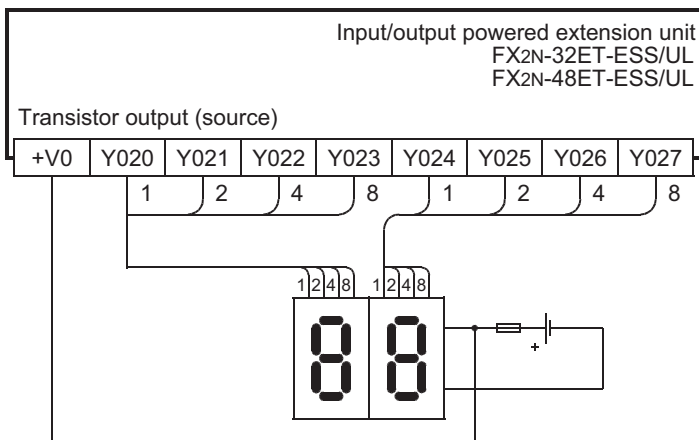 Input/output powered extension unit
FX2N-32ET-ESS/UL
FX2N-48ET-ESS/UL
Transistor output (source)
+V0 Y020 Y021 Y022 Y023 Y024 Y025 Y026 Y027
1 2 4 8 1 2 4 8
1 2 4 8 1 2 4 8
8 8
+